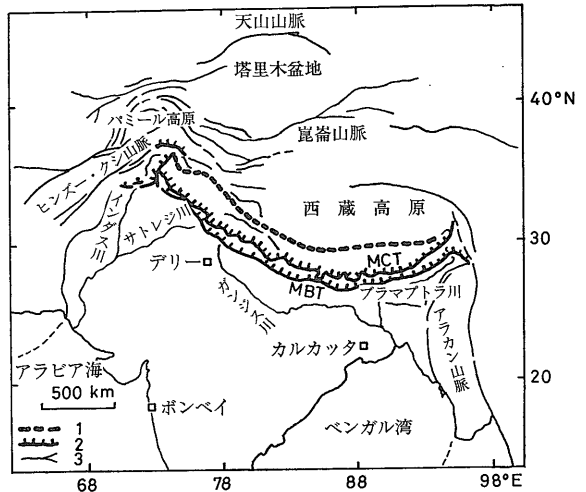 天山山脈
塔里木盆地
40°N
パミール高原
崑崙山脈
ヒンズー・クシ山脈
西蔵高原
インダス川
サトレジ川
30
デリー
MCT
MBT
ブラマプトラ川
ガンジス川
アラカン山脈
カルカッタ
アラビア海
20
500 km
ボンベイ
ベンガル湾
1
2
3
68
78
88
98°E